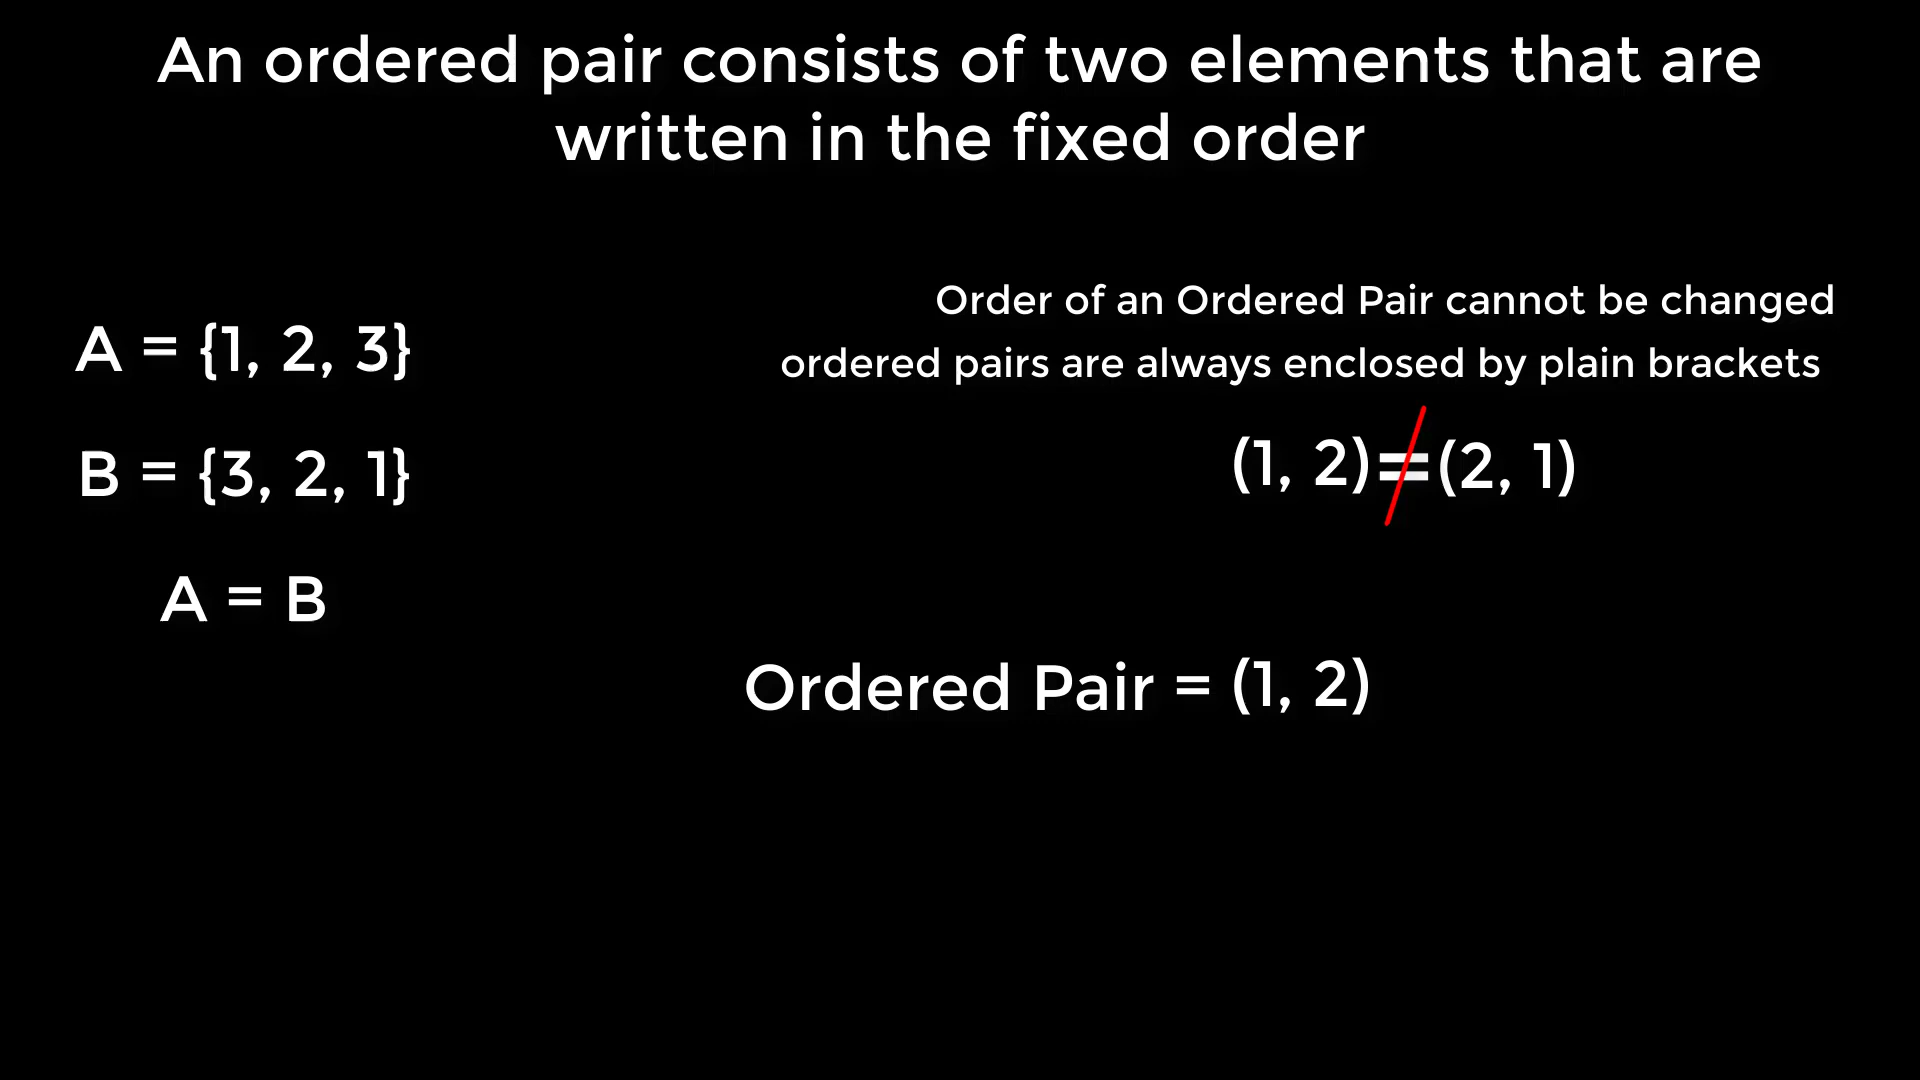 An ordered pair consists of two elements that are
written in the fixed order
A = {1, 2, 3}
B = {3, 2, 1}
A = B
Order of an Ordered Pair cannot be changed
ordered pairs are always enclosed by plain brackets
(1, 2) ≠ (2, 1)
Ordered Pair = (1, 2)